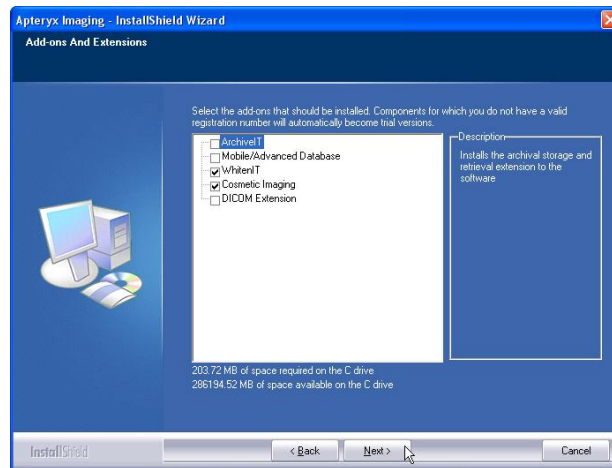 Apteryx Imaging - InstallShield Wizard
Add-ons And Extensions
Select the add-ons that should be installed. Components for which you do not have a valid
registration number will automatically become trial versions.
ArchiveIT
Mobile/Advanced Database
WhitenIT
Cosmetic Imaging
DICOM Extension
Description
Installs the archival storage and
retrieval extension to the
software
203.72 MB of space required on the C drive
286194.52 MB of space available on the C drive
InstallShield
< Back
Next >
Cancel